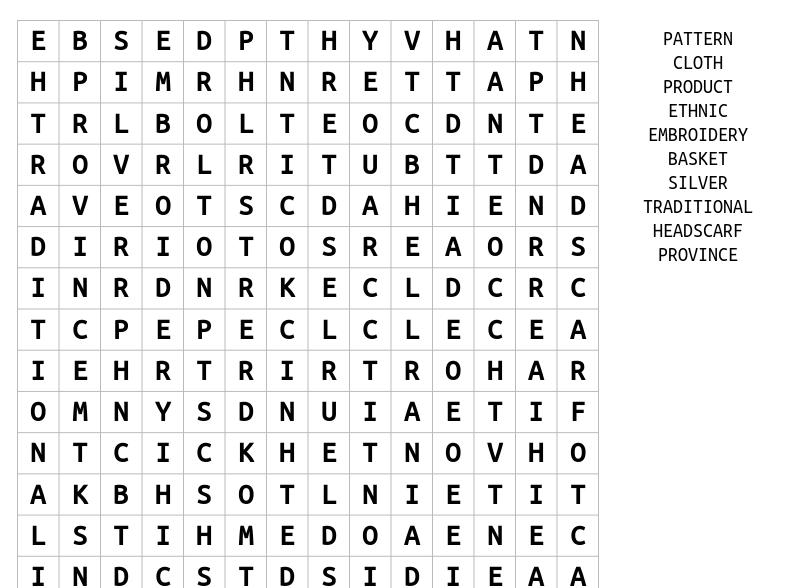 E B S E D P T H Y V H A T N
H P I M R H N R E T T A P H
T R L B O L T E O C D N T E
R O V R L R I T U B T T D A
A V E O T S C D A H I E N D
D I R I O T O S R E A O R S
I N R D N R K E C L D C R C
T C P E P E C L C L E C E A
I E H R T R I R T R O H A R
O M N Y S D N U I A E T I F
N T C I C K H E T N O V H O
A K B H S O T L N I E T I T
L S T I H M E D O A E N E C
I N D C S T D S I D I E A A
PATTERN
CLOTH
PRODUCT
ETHNIC
EMBROIDERY
BASKET
SILVER
TRADITIONAL
HEADSCARF
PROVINCE